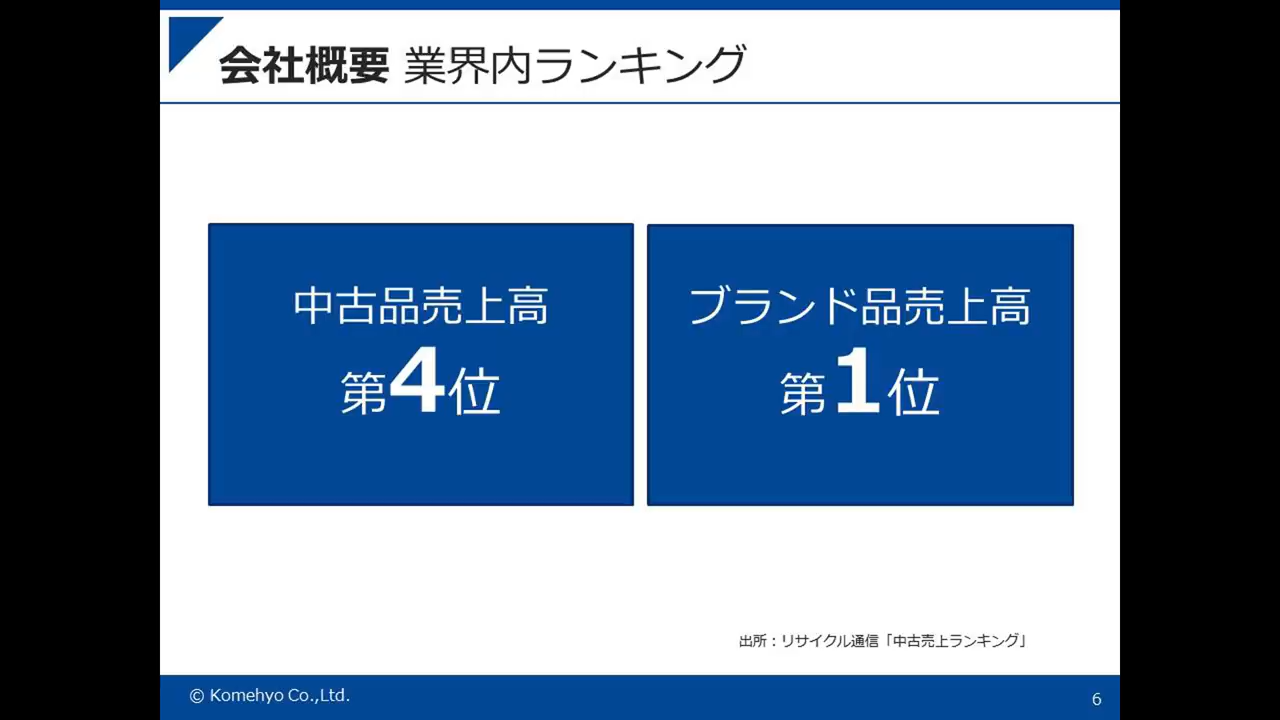 会社概要 業界内ランキング
中古品売上高
第4位
ブランド品売上高
第1位
出所：リサイクル通信「中古売上ランキング」
© Komehyo Co.,Ltd.
6